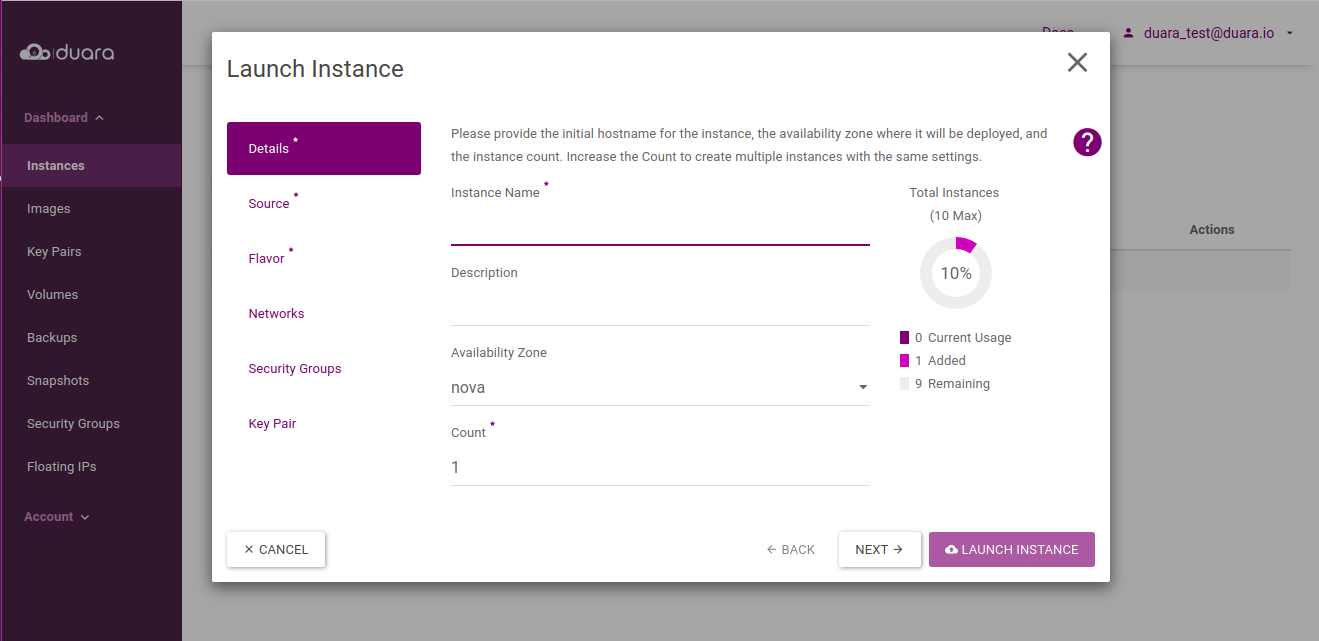 duara
Docs
duara_test@duara.io
Dashboard
Instances
Images
Key Pairs
Volumes
Backups
Snapshots
Security Groups
Floating IPs
Account
Actions
Launch Instance
Details *
Source *
Flavor *
Networks
Security Groups
Key Pair
Please provide the initial hostname for the instance, the availability zone where it will be deployed, and
the instance count. Increase the Count to create multiple instances with the same settings.
?
Instance Name *
Description
Availability Zone
nova
Count *
1
Total Instances
(10 Max)
10%
0 Current Usage
1 Added
9 Remaining
× CANCEL
← BACK
NEXT →
LAUNCH INSTANCE